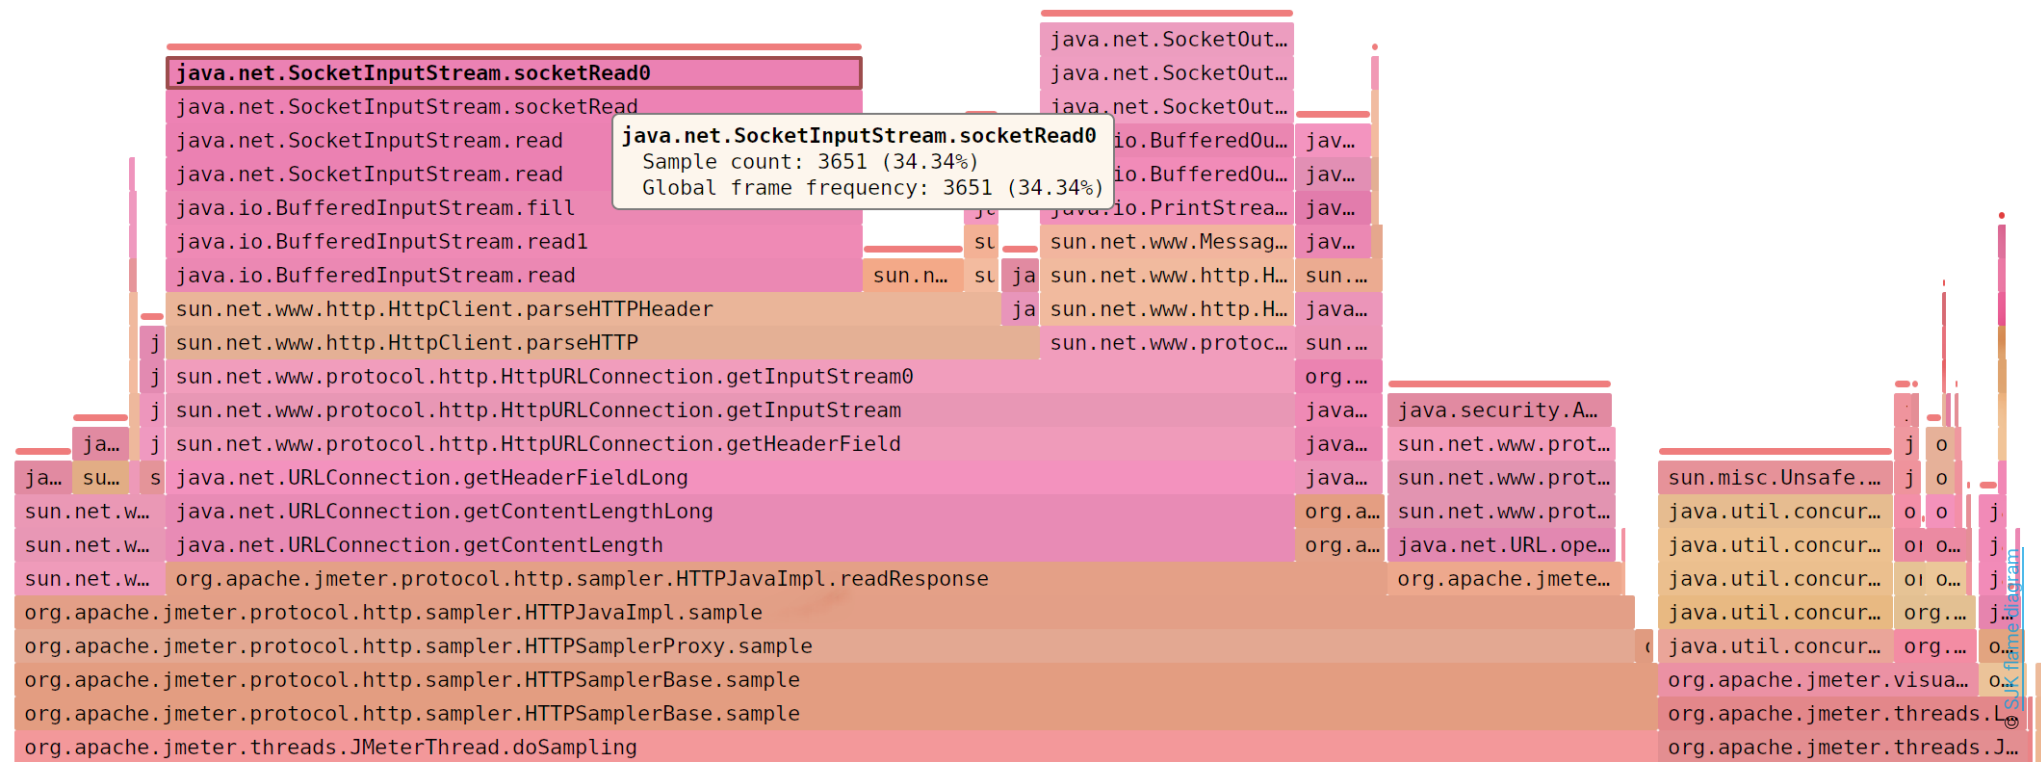 java.net.SocketOut…
java.net.SocketInputStream.socketRead0
java.net.SocketOut…
java.net.SocketInputStream.socketRead
java.net.SocketOut…
java.net.SocketInputStream.socketRead0
Sample count: 3651 (34.34%)
Global frame frequency: 3651 (34.34%)
java.net.SocketInputStream.read
io.BufferedOu…
jav…
java.net.SocketInputStream.read
io.BufferedOu…
jav…
java.io.BufferedInputStream.fill
java.io.PrintStrea…
jav…
java.io.BufferedInputStream.read1
su
sun.net.www.Messag…
jav…
java.io.BufferedInputStream.read
sun.n…
su
ja
sun.net.www.http.H…
sun.…
sun.net.www.http.HttpClient.parseHTTPHeader
ja
sun.net.www.http.H…
java…
j
sun.net.www.http.HttpClient.parseHTTP
sun.net.www.protoc…
sun.…
j
sun.net.www.protocol.http.HttpURLConnection.getInputStream0
org.…
j
sun.net.www.protocol.http.HttpURLConnection.getInputStream
java…
java.security.A…
ja…
j
sun.net.www.protocol.http.HttpURLConnection.getHeaderField
java…
sun.net.www.prot…
j
o
ja…
su…
s
java.net.URLConnection.getHeaderFieldLong
java…
sun.net.www.prot…
sun.misc.Unsafe.…
j
o
sun.net.w…
java.net.URLConnection.getContentLengthLong
org.a…
sun.net.www.prot…
java.util.concur…
o
o
j
sun.net.w…
java.net.URLConnection.getContentLength
org.a…
java.net.URL.ope…
java.util.concur…
or
o…
j
sun.net.w…
org.apache.jmeter.protocol.http.sampler.HTTPJavaImpl.readResponse
org.apache.jmete…
java.util.concur…
or
o…
j
org.apache.jmeter.protocol.http.sampler.HTTPJavaImpl.sample
java.util.concur…
org.…
j…
org.apache.jmeter.protocol.http.sampler.HTTPSamplerProxy.sample
java.util.concur…
org.…
o…
org.apache.jmeter.protocol.http.sampler.HTTPSamplerBase.sample
org.apache.jmeter.visua…
o…
org.apache.jmeter.protocol.http.sampler.HTTPSamplerBase.sample
org.apache.jmeter.threads.L…
org.apache.jmeter.threads.JMeterThread.doSampling
org.apache.jmeter.threads.J…
© SJK flame diagram